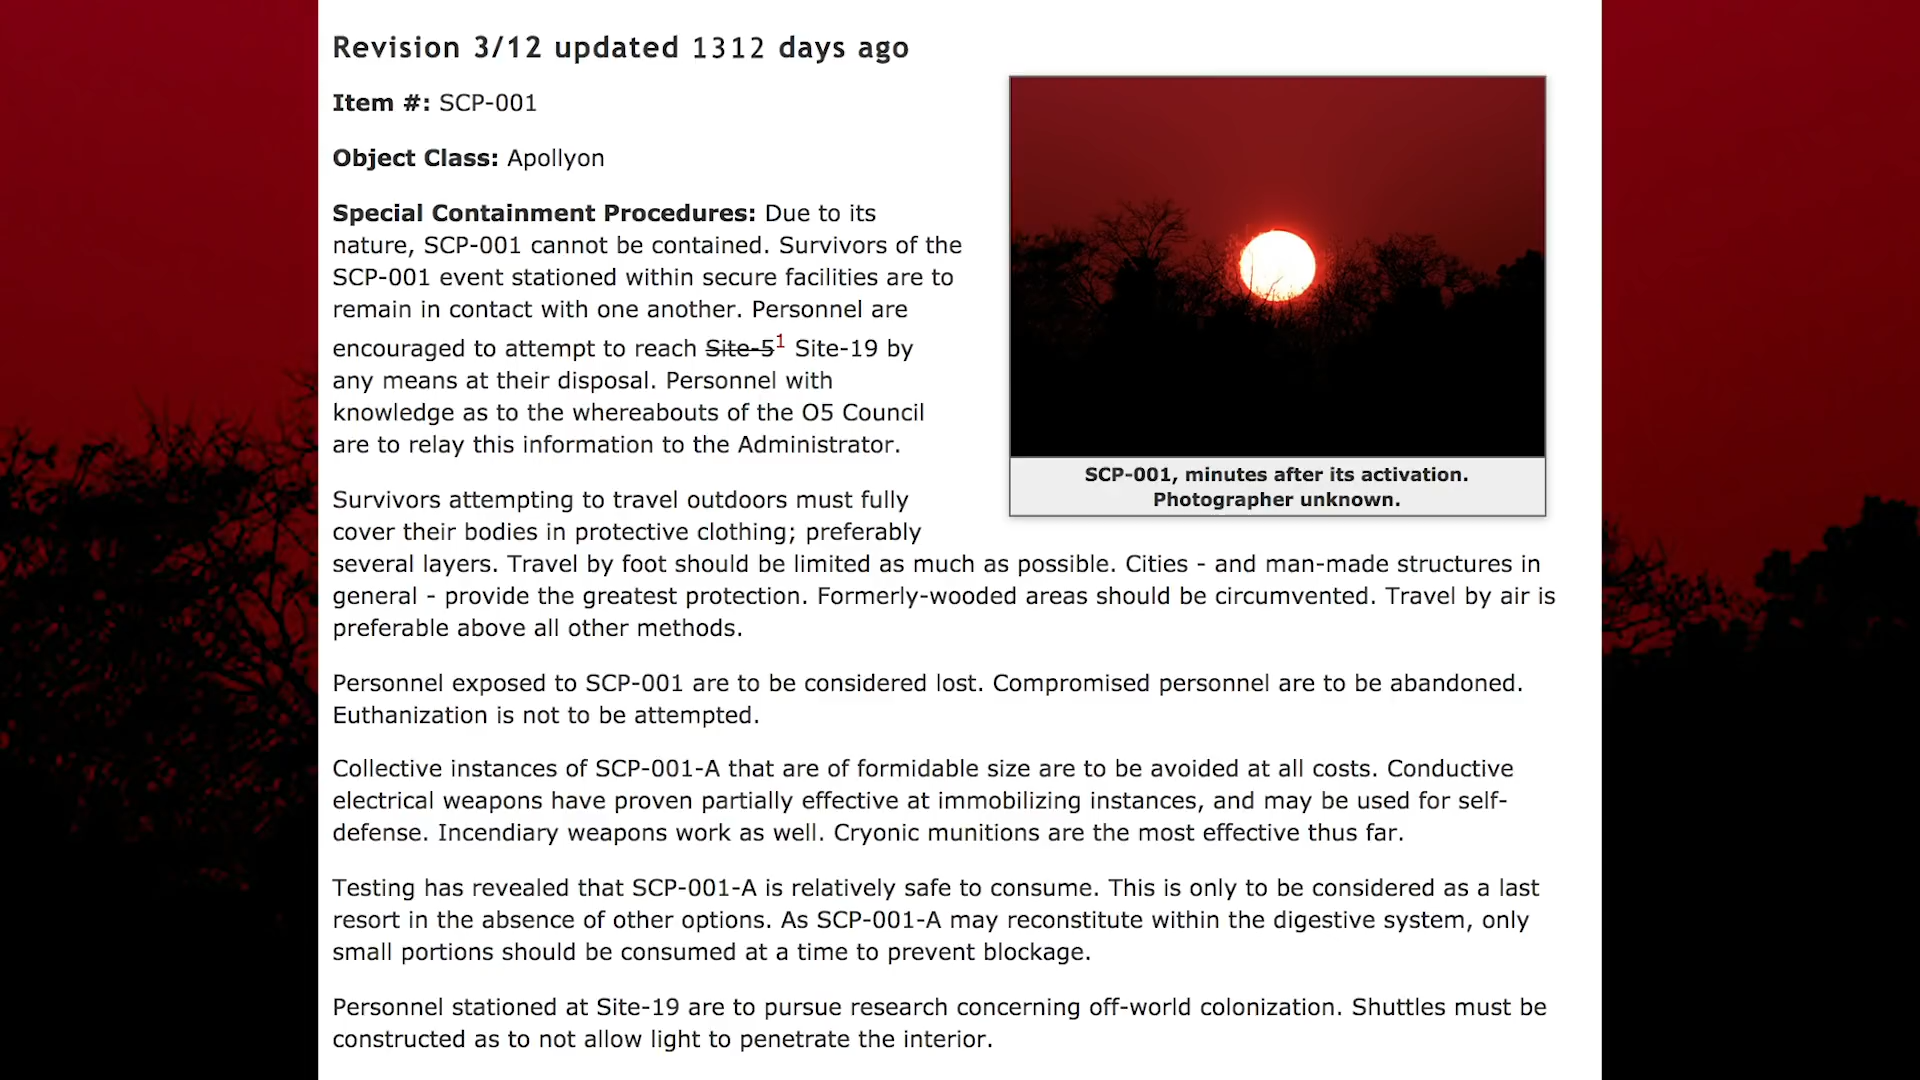 Revision 3/12 updated 1312 days ago
Item #: SCP-001
Object Class: Apollyon
Special Containment Procedures: Due to its
nature, SCP-001 cannot be contained. Survivors of the
SCP-001 event stationed within secure facilities are to
remain in contact with one another. Personnel are
encouraged to attempt to reach Site-5¹ Site-19 by
any means at their disposal. Personnel with
knowledge as to the whereabouts of the O5 Council
are to relay this information to the Administrator.
SCP-001, minutes after its activation.
Photographer unknown.
Survivors attempting to travel outdoors must fully
cover their bodies in protective clothing; preferably
several layers. Travel by foot should be limited as much as possible. Cities - and man-made structures in
general - provide the greatest protection. Formerly-wooded areas should be circumvented. Travel by air is
preferable above all other methods.
Personnel exposed to SCP-001 are to be considered lost. Compromised personnel are to be abandoned.
Euthanization is not to be attempted.
Collective instances of SCP-001-A that are of formidable size are to be avoided at all costs. Conductive
electrical weapons have proven partially effective at immobilizing instances, and may be used for self-
defense. Incendiary weapons work as well. Cryonic munitions are the most effective thus far.
Testing has revealed that SCP-001-A is relatively safe to consume. This is only to be considered as a last
resort in the absence of other options. As SCP-001-A may reconstitute within the digestive system, only
small portions should be consumed at a time to prevent blockage.
Personnel stationed at Site-19 are to pursue research concerning off-world colonization. Shuttles must be
constructed as to not allow light to penetrate the interior.